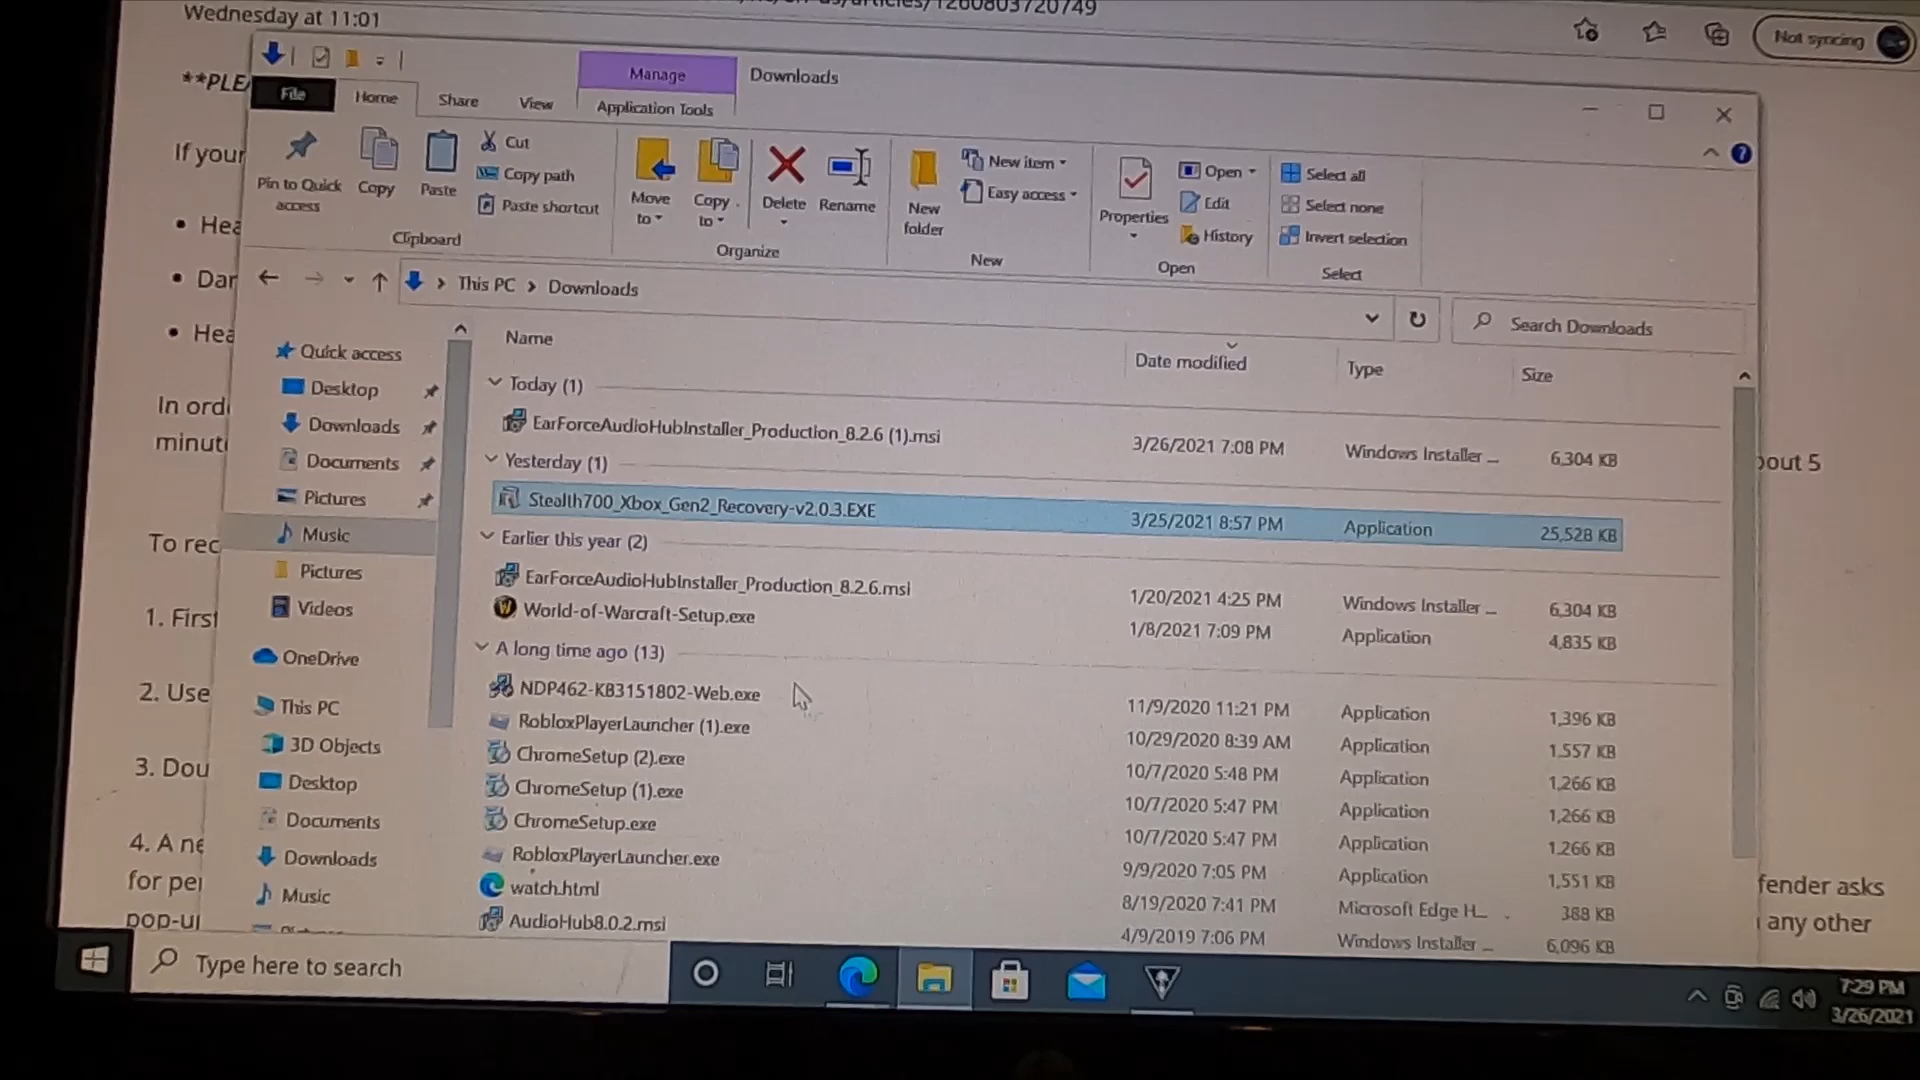 1260803720749
Wednesday at 11:01
Not syncing
**PLEA
Manage
Downloads
File
Home
Share
View
Application Tools
If your
Pin to Quick access
Copy
Paste
Cut
Copy path
Paste shortcut
Clipboard
Move to
Copy to
Delete
Rename
Organize
New folder
New item
Easy access
New
Properties
Open
Edit
History
Open
Select all
Select none
Invert selection
Select
• Hea
• Dar
• Hea
This PC > Downloads
Search Downloads
Name
Date modified
Type
Size
Quick access
Desktop
Downloads
Documents
Pictures
Music
Pictures
Videos
OneDrive
This PC
3D Objects
Desktop
Documents
Downloads
Music
Today (1)
EarForceAudioHubInstaller_Production_8.2.6 (1).msi 3/26/2021 7:08 PM Windows Installer ... 6,304 KB
Yesterday (1)
Stealth700_Xbox_Gen2_Recovery-v2.0.3.EXE 3/25/2021 8:57 PM Application 25,528 KB
Earlier this year (2)
EarForceAudioHubInstaller_Production_8.2.6.msi 1/20/2021 4:25 PM Windows Installer ... 6,304 KB
World-of-Warcraft-Setup.exe 1/8/2021 7:09 PM Application 4,835 KB
A long time ago (13)
NDP462-KB3151802-Web.exe 11/9/2020 11:21 PM Application 1,396 KB
RobloxPlayerLauncher (1).exe 10/29/2020 8:39 AM Application 1,557 KB
ChromeSetup (2).exe 10/7/2020 5:48 PM Application 1,266 KB
ChromeSetup (1).exe 10/7/2020 5:47 PM Application 1,266 KB
ChromeSetup.exe 10/7/2020 5:47 PM Application 1,266 KB
RobloxPlayerLauncher.exe 9/9/2020 7:05 PM Application 1,551 KB
watch.html 8/19/2020 7:41 PM Microsoft Edge H... 388 KB
AudioHub8.0.2.msi 4/9/2019 7:06 PM Windows Installer ... 6,096 KB
In orde
minut
bout 5
To rec
1. First
2. Use
3. Dou
4. A ne
for per
fender asks
pop-up
any other
Type here to search
7:29 PM
3/26/2021